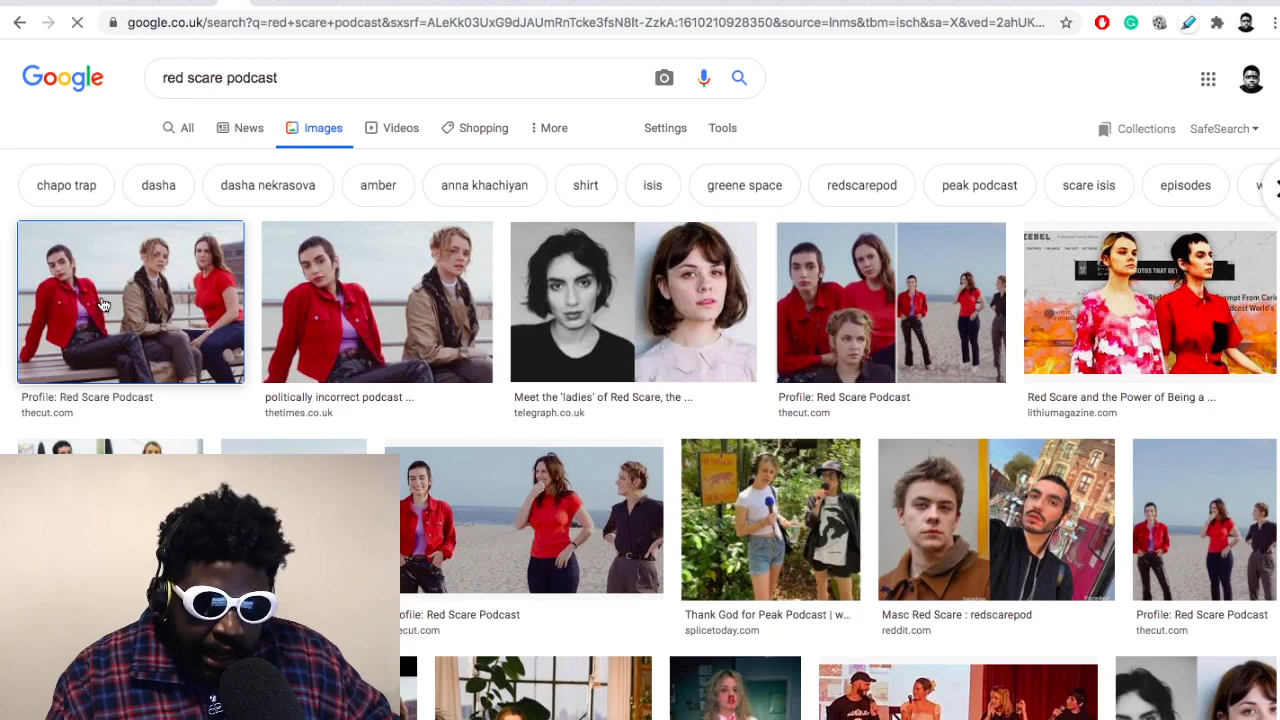 google.co.uk/search?q=red+scare+podcast&sxsrf=ALeKk03UxG9dJAUmRnTcke3fsN8It-ZzkA:1610210928350&source=lnms&tbm=isch&sa=X&ved=2ahUK...
Google
red scare podcast
All News Images Videos Shopping More Settings Tools
Collections SafeSearch
chapo trap dasha dasha nekrasova amber anna khachiyan shirt isis greene space redscarepod peak podcast scare isis episodes
Profile: Red Scare Podcast
thecut.com
politically incorrect podcast ...
thetimes.co.uk
Meet the 'ladies' of Red Scare, the ...
telegraph.co.uk
Profile: Red Scare Podcast
thecut.com
Red Scare and the Power of Being a ...
lithiumagazine.com
ofile: Red Scare Podcast
ecut.com
Thank God for Peak Podcast | w...
splicetoday.com
Masc Red Scare : redscarepod
reddit.com
Profile: Red Scare Podcast
thecut.com